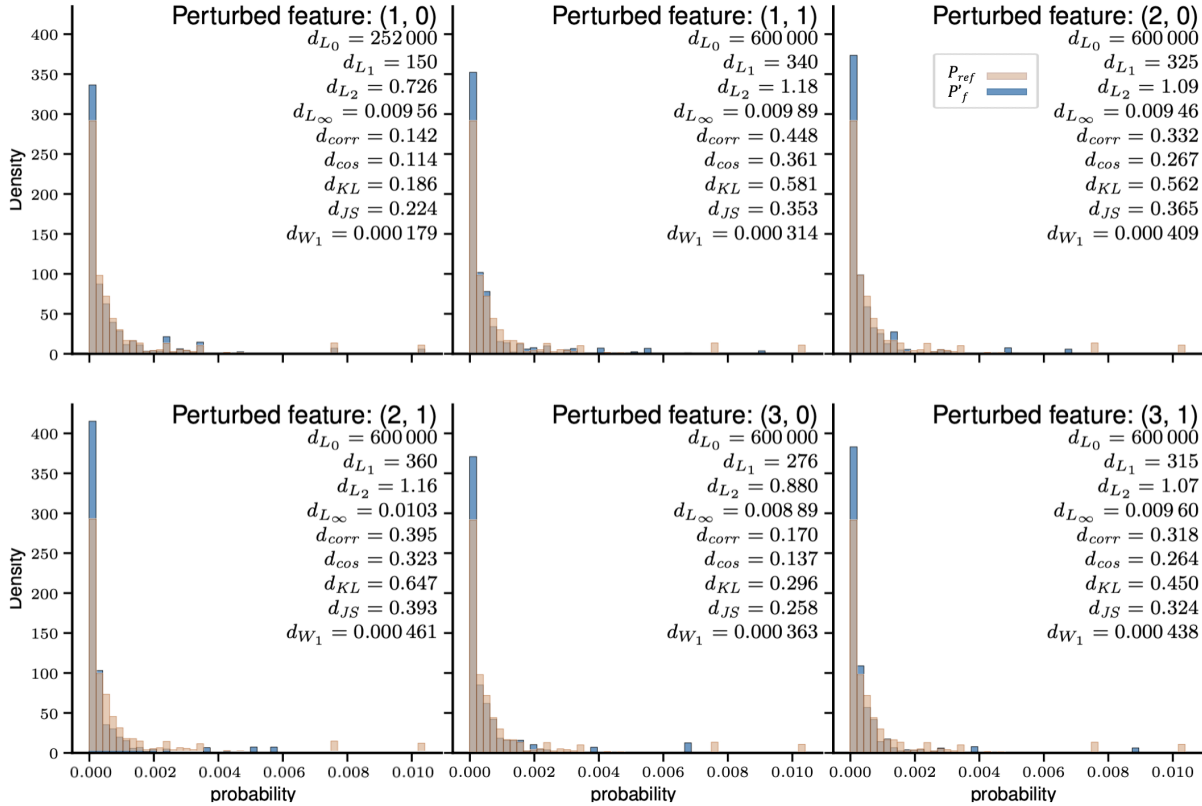 Perturbed feature: (1, 0)
d_{L_0} = 252 000
d_{L_1} = 150
d_{L_2} = 0.726
d_{L_∞} = 0.009 56
d_{corr} = 0.142
d_{cos} = 0.114
d_{KL} = 0.186
d_{JS} = 0.224
d_{W_1} = 0.000 179
Density
400
350
300
250
200
150
100
50
0
Perturbed feature: (1, 1)
d_{L_0} = 600 000
d_{L_1} = 340
d_{L_2} = 1.18
d_{L_∞} = 0.009 89
d_{corr} = 0.448
d_{cos} = 0.361
d_{KL} = 0.581
d_{JS} = 0.353
d_{W_1} = 0.000 314
Perturbed feature: (2, 0)
d_{L_0} = 600 000
d_{L_1} = 325
d_{L_2} = 1.09
d_{L_∞} = 0.009 46
d_{corr} = 0.332
d_{cos} = 0.267
d_{KL} = 0.562
d_{JS} = 0.365
d_{W_1} = 0.000 409
P_{ref}
P'_f
Perturbed feature: (2, 1)
d_{L_0} = 600 000
d_{L_1} = 360
d_{L_2} = 1.16
d_{L_∞} = 0.0103
d_{corr} = 0.395
d_{cos} = 0.323
d_{KL} = 0.647
d_{JS} = 0.393
d_{W_1} = 0.000 461
Density
400
350
300
250
200
150
100
50
0
0.000 0.002 0.004 0.006 0.008 0.010
probability
Perturbed feature: (3, 0)
d_{L_0} = 600 000
d_{L_1} = 276
d_{L_2} = 0.880
d_{L_∞} = 0.008 89
d_{corr} = 0.170
d_{cos} = 0.137
d_{KL} = 0.296
d_{JS} = 0.258
d_{W_1} = 0.000 363
0.000 0.002 0.004 0.006 0.008 0.010
probability
Perturbed feature: (3, 1)
d_{L_0} = 600 000
d_{L_1} = 315
d_{L_2} = 1.07
d_{L_∞} = 0.009 60
d_{corr} = 0.318
d_{cos} = 0.264
d_{KL} = 0.450
d_{JS} = 0.324
d_{W_1} = 0.000 438
0.000 0.002 0.004 0.006 0.008 0.010
probability